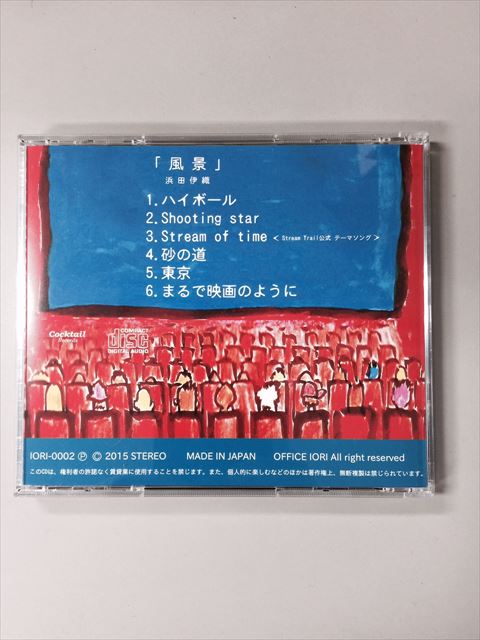 「風景」
浜田伊織
1.ハイボール
2.Shooting star
3.Stream of time < Stream Trail公式 テーマソング >
4.砂の道
5.東京
6.まるで映画のように
Cocktail
Records
COMPACT
disc
DIGITAL AUDIO
IORI-0002 Ⓟ © 2015 STEREO MADE IN JAPAN OFFICE IORI All right reserved
このCDは、権利者の許諾なく賃貸業に使用することを禁じます。また、個人的に楽しむなどのほかは著作権上、無断複製は禁じられています。